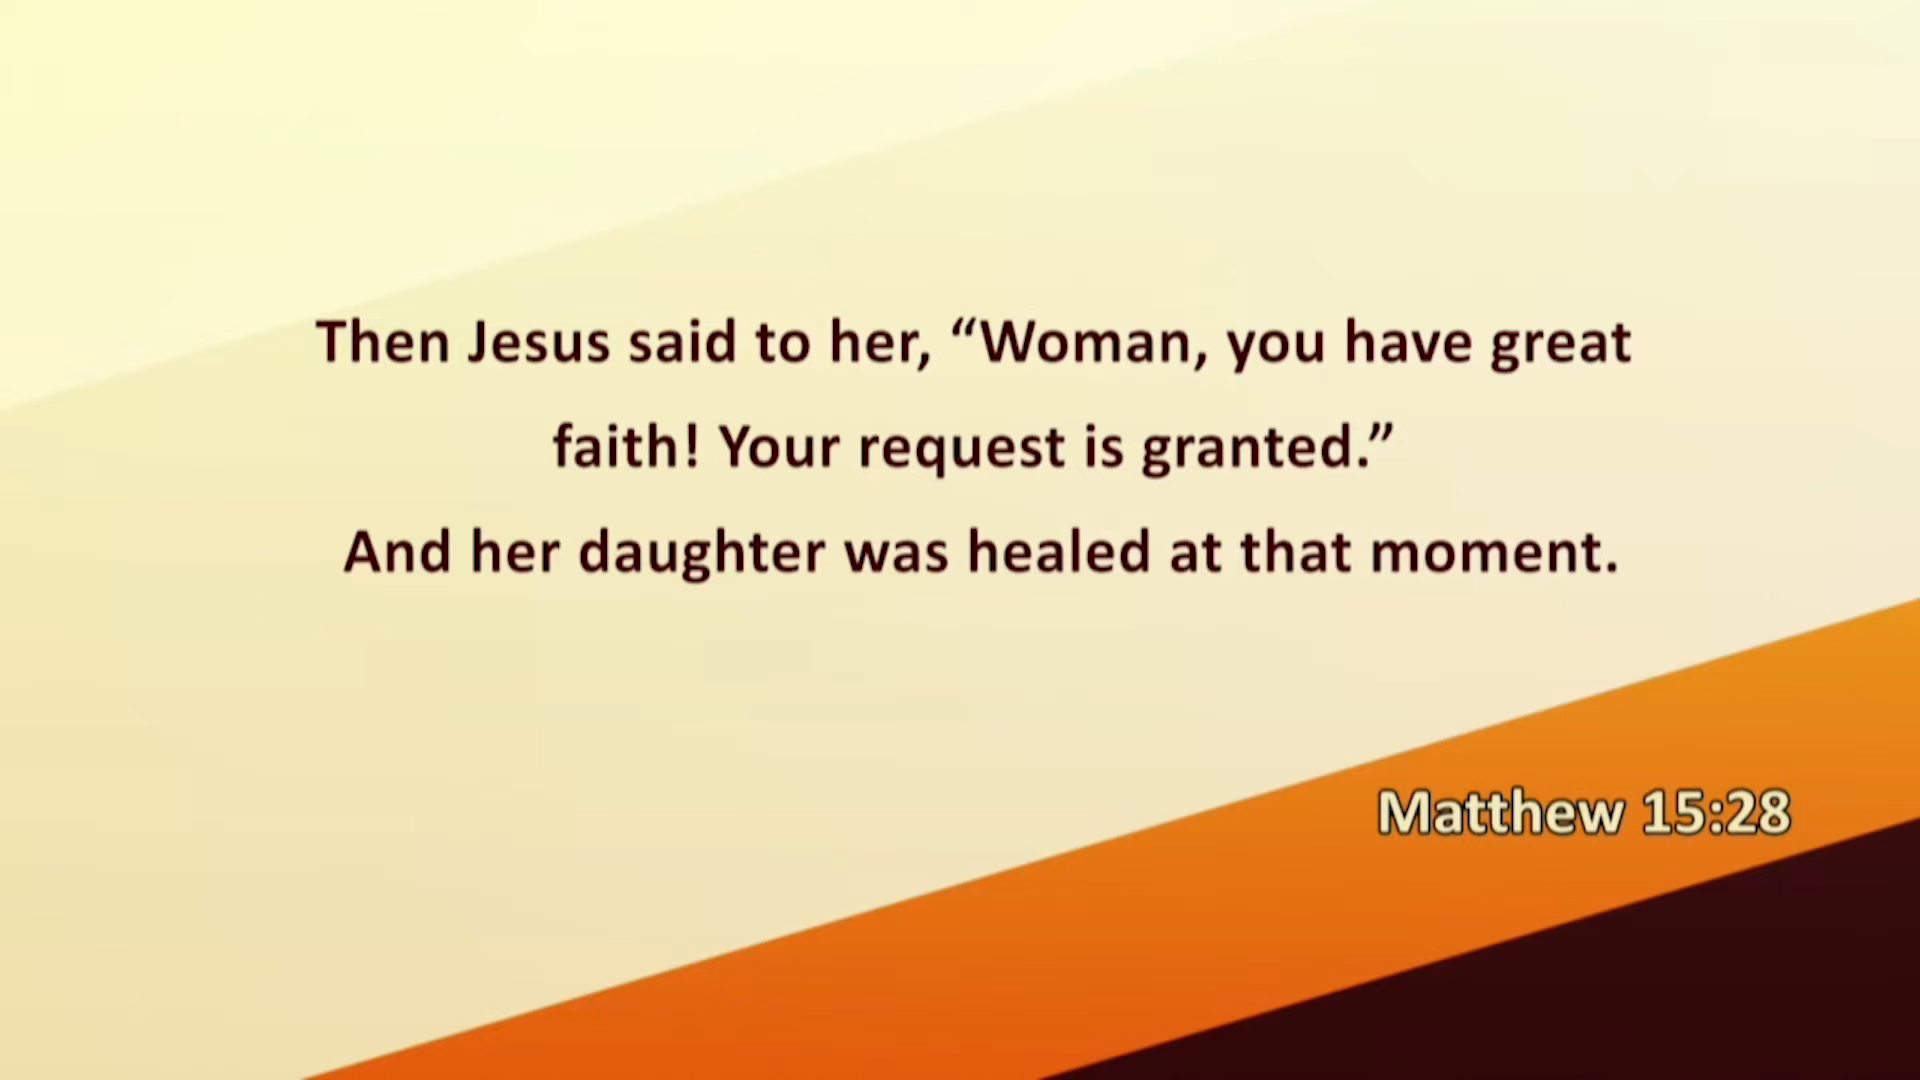 Then Jesus said to her, “Woman, you have great
faith! Your request is granted.”
And her daughter was healed at that moment.
Matthew 15:28